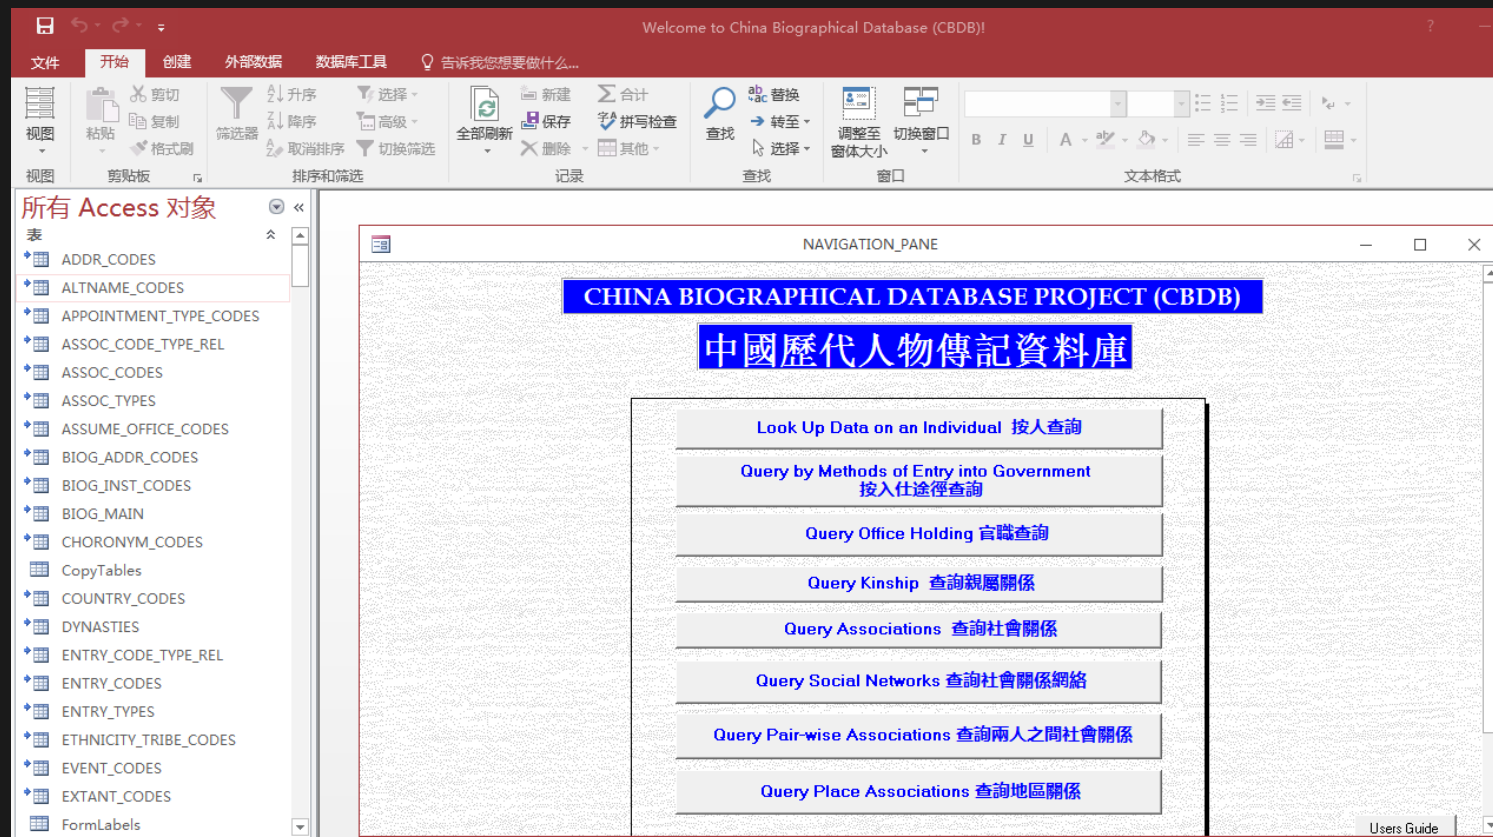 Welcome to China Biographical Database (CBDB)!
?
文件
开始
创建
外部数据
数据库工具
告诉我您想要做什么...
视图
粘贴
剪切
复制
格式刷
筛选器
升序
降序
取消排序
选择
高级
切换筛选
全部刷新
新建
保存
删除
合计
拼写检查
其他
查找
替换
转至
选择
调整至
窗体大小
切换窗口
B I U A
视图
剪贴板
排序和筛选
记录
查找
窗口
文本格式
所有 Access 对象
表
ADDR_CODES
ALTNAME_CODES
APPOINTMENT_TYPE_CODES
ASSOC_CODE_TYPE_REL
ASSOC_CODES
ASSOC_TYPES
ASSUME_OFFICE_CODES
BIOG_ADDR_CODES
BIOG_INST_CODES
BIOG_MAIN
CHORONYM_CODES
CopyTables
COUNTRY_CODES
DYNASTIES
ENTRY_CODE_TYPE_REL
ENTRY_CODES
ENTRY_TYPES
ETHNICITY_TRIBE_CODES
EVENT_CODES
EXTANT_CODES
FormLabels
NAVIGATION_PANE
CHINA BIOGRAPHICAL DATABASE PROJECT (CBDB)
中國歷代人物傳記資料庫
Look Up Data on an Individual 按人查詢
Query by Methods of Entry into Government
按入仕途徑查詢
Query Office Holding 官職查詢
Query Kinship 查詢親屬關係
Query Associations 查詢社會關係
Query Social Networks 查詢社會關係網絡
Query Pair-wise Associations 查詢兩人之間社會關係
Query Place Associations 查詢地區關係
Users Guide